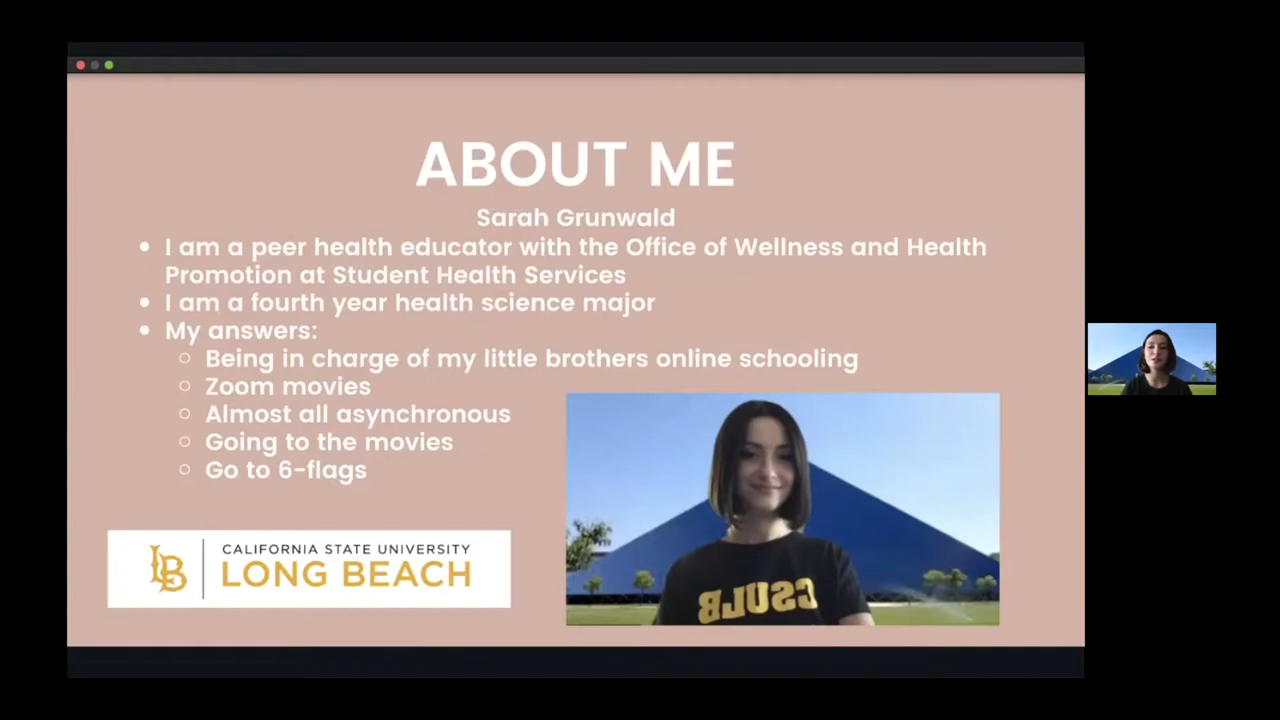 ABOUT ME
Sarah Grunwald
I am a peer health educator with the Office of Wellness and Health
Promotion at Student Health Services
I am a fourth year health science major
My answers:
Being in charge of my little brothers online schooling
Zoom movies
Almost all asynchronous
Going to the movies
Go to 6-flags
LB
CALIFORNIA STATE UNIVERSITY
LONG BEACH
CSULB